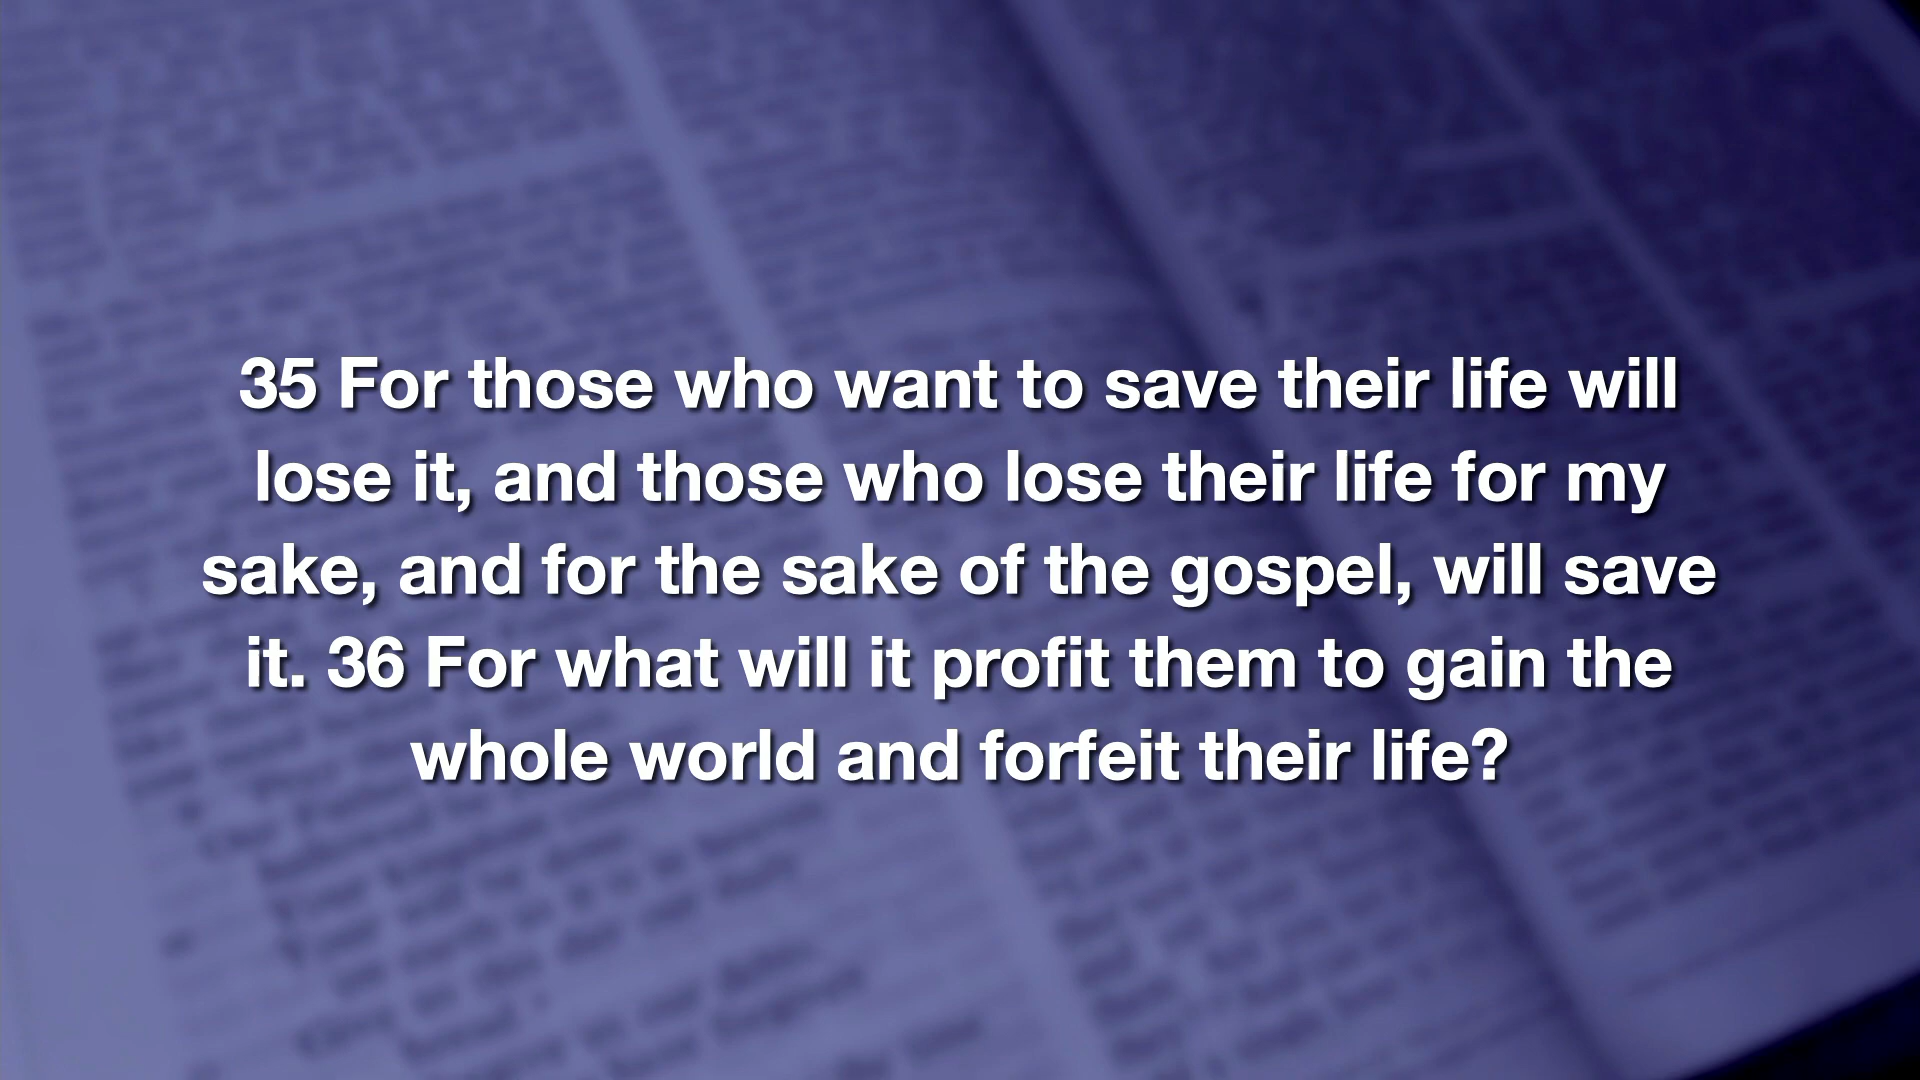 35 For those who want to save their life will
lose it, and those who lose their life for my
sake, and for the sake of the gospel, will save
it. 36 For what will it profit them to gain the
whole world and forfeit their life?